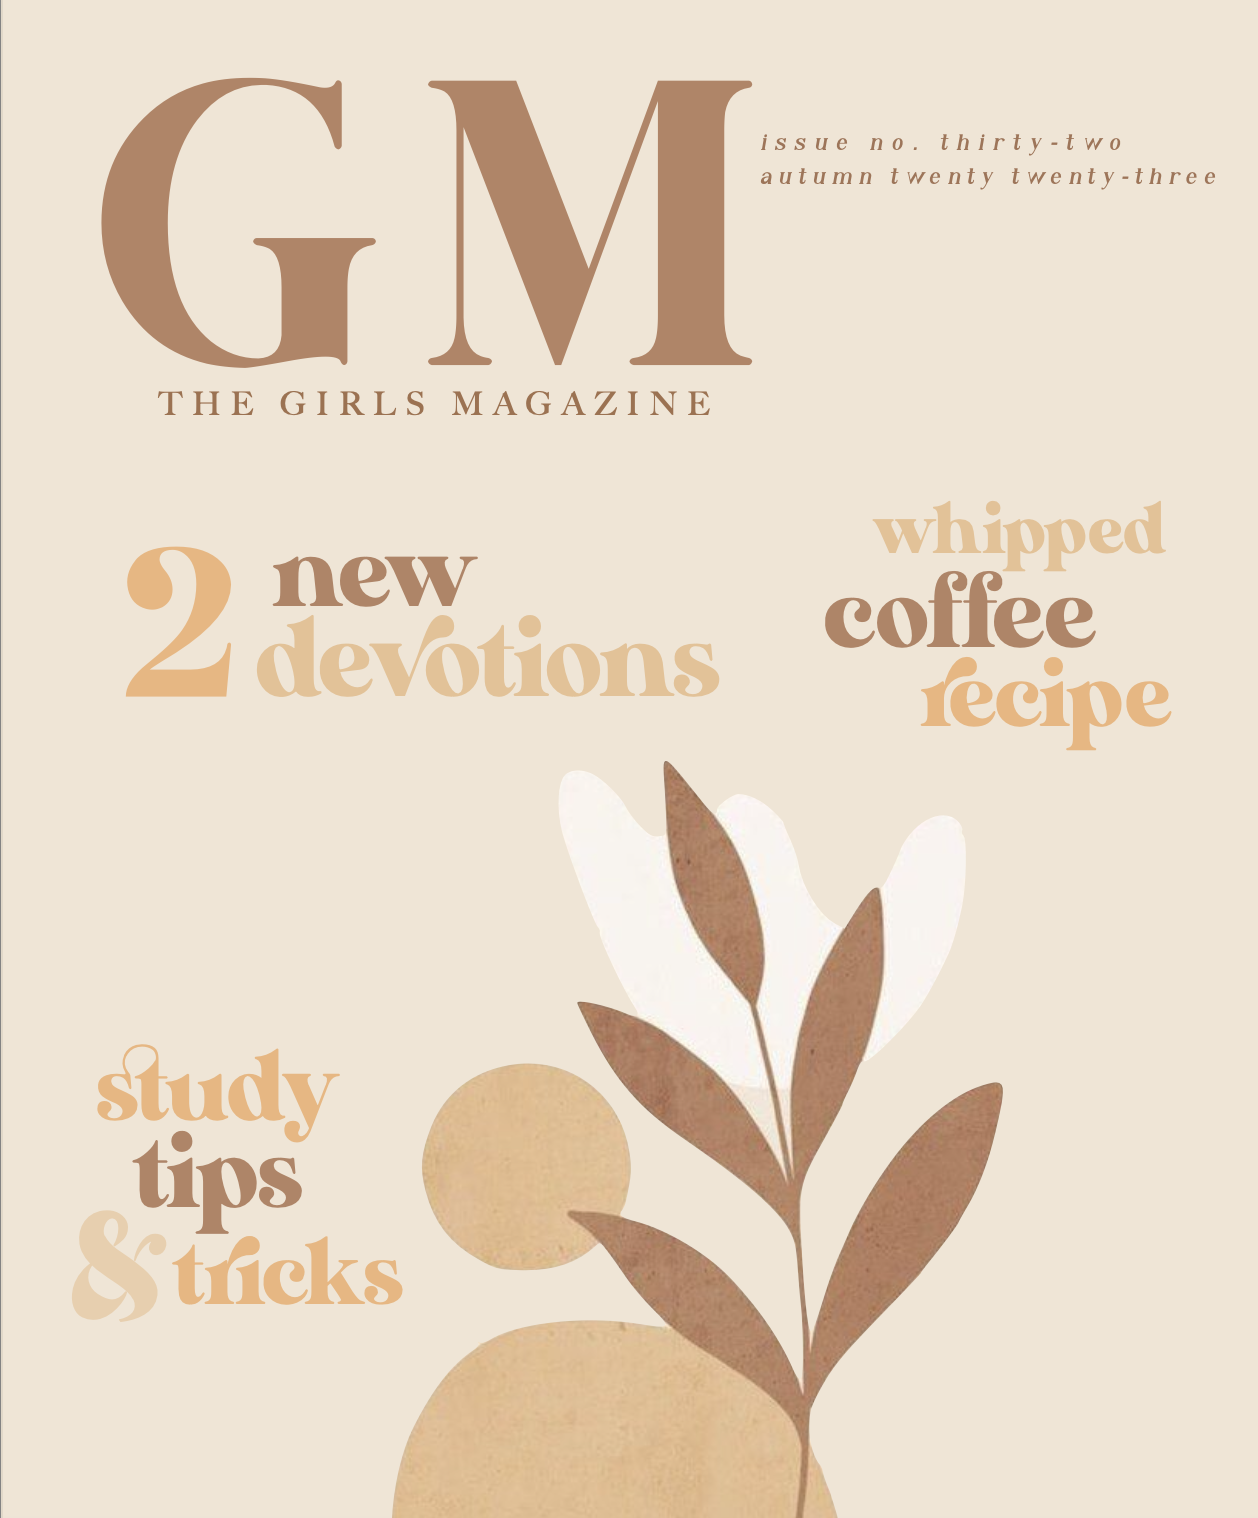 GM
issue no. thirty-two
autumn twenty twenty-three
THE GIRLS MAGAZINE
2 new
devotions
whipped
coffee
recipe
study
tips
& tricks